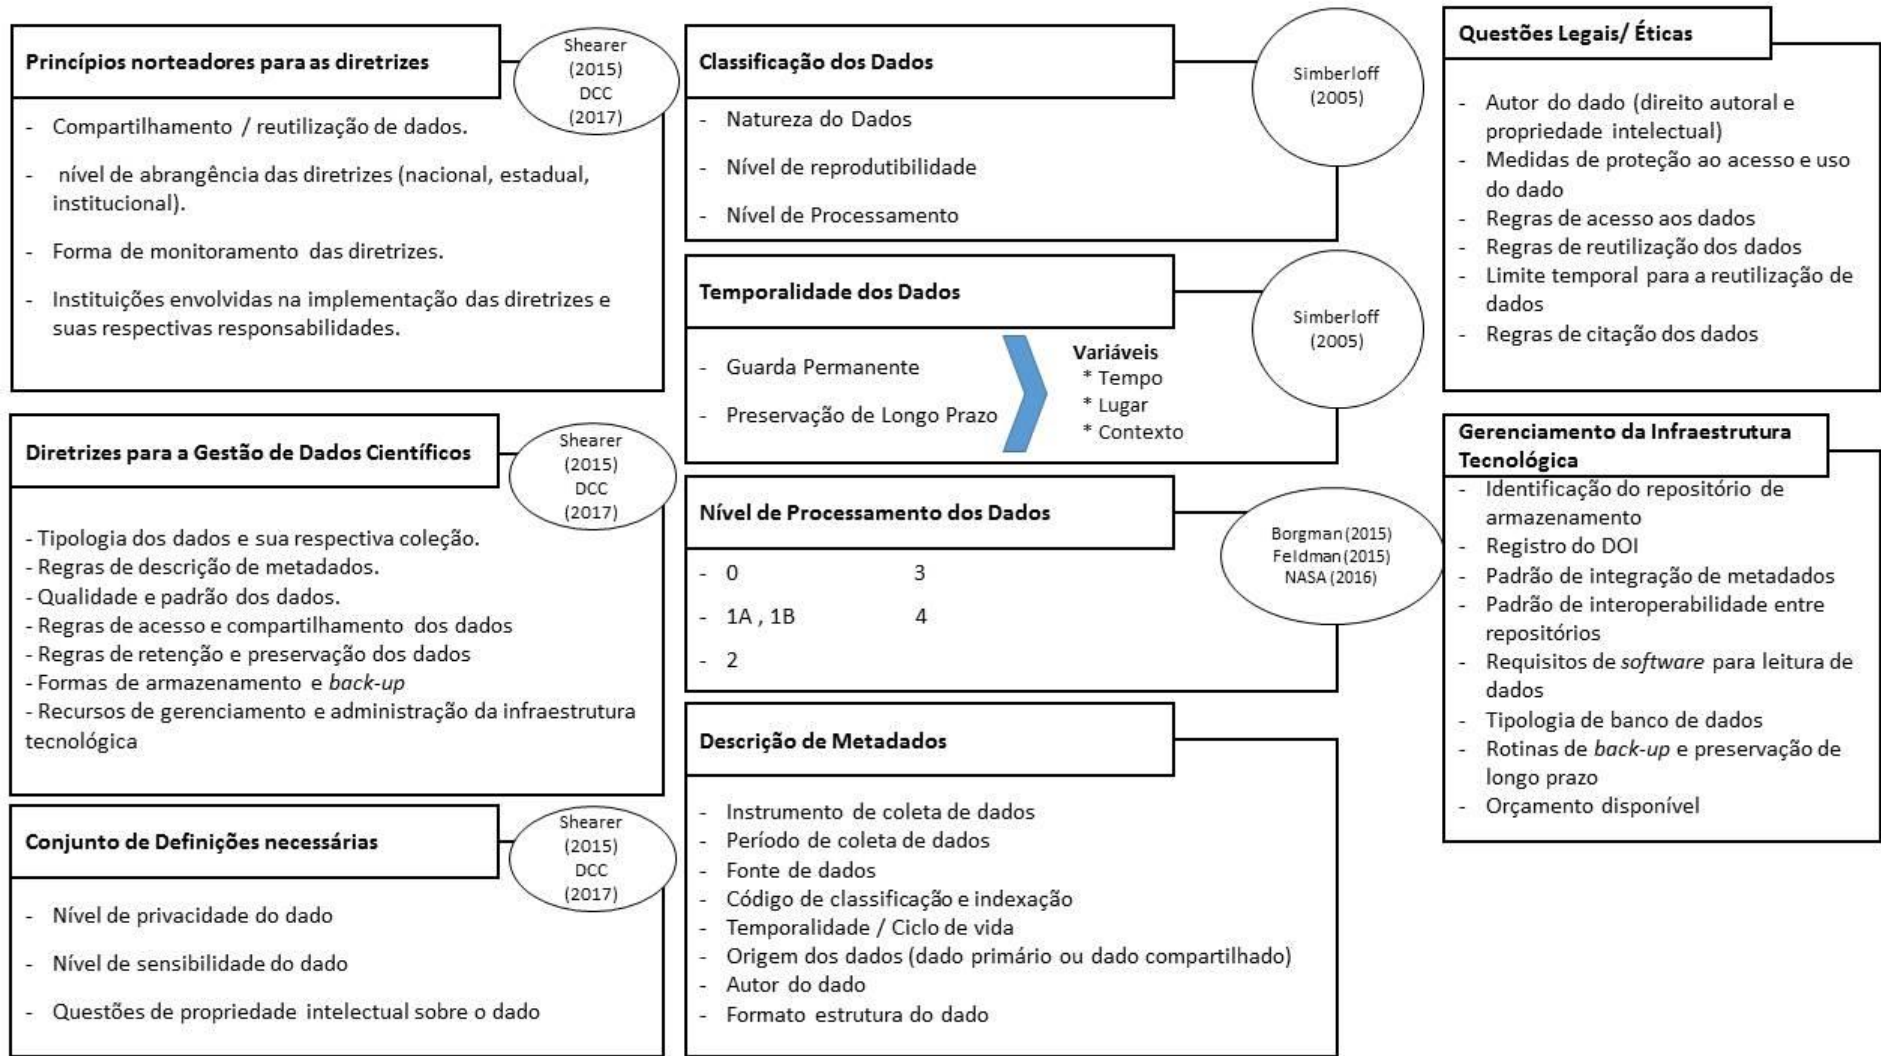 Princípios norteadores para as diretrizes
Shearer
(2015)
DCC
(2017)
- Compartilhamento / reutilização de dados.
- nível de abrangência das diretrizes (nacional, estadual,
institucional).
- Forma de monitoramento das diretrizes.
- Instituições envolvidas na implementação das diretrizes e
suas respectivas responsabilidades.
Diretrizes para a Gestão de Dados Científicos
Shearer
(2015)
DCC
(2017)
- Tipologia dos dados e sua respectiva coleção.
- Regras de descrição de metadados.
- Qualidade e padrão dos dados.
- Regras de acesso e compartilhamento dos dados
- Regras de retenção e preservação dos dados
- Formas de armazenamento e back-up
- Recursos de gerenciamento e administração da infraestrutura
tecnológica
Conjunto de Definições necessárias
Shearer
(2015)
DCC
(2017)
- Nível de privacidade do dado
- Nível de sensibilidade do dado
- Questões de propriedade intelectual sobre o dado
Classificação dos Dados
Simberloff
(2005)
- Natureza do Dados
- Nível de reprodutibilidade
- Nível de Processamento
Temporalidade dos Dados
Simberloff
(2005)
- Guarda Permanente
- Preservação de Longo Prazo
Variáveis
* Tempo
* Lugar
* Contexto
Nível de Processamento dos Dados
Borgman (2015)
Feldman (2015)
NASA (2016)
- 0 3
- 1A , 1B 4
- 2
Descrição de Metadados
- Instrumento de coleta de dados
- Período de coleta de dados
- Fonte de dados
- Código de classificação e indexação
- Temporalidade / Ciclo de vida
- Origem dos dados (dado primário ou dado compartilhado)
- Autor do dado
- Formato estrutura do dado
Questões Legais/ Éticas
- Autor do dado (direito autoral e
propriedade intelectual)
- Medidas de proteção ao acesso e uso
do dado
- Regras de acesso aos dados
- Regras de reutilização dos dados
- Limite temporal para a reutilização de
dados
- Regras de citação dos dados
Gerenciamento da Infraestrutura
Tecnológica
- Identificação do repositório de
armazenamento
- Registro do DOI
- Padrão de integração de metadados
- Padrão de interoperabilidade entre
repositórios
- Requisitos de software para leitura de
dados
- Tipologia de banco de dados
- Rotinas de back-up e preservação de
longo prazo
- Orçamento disponível